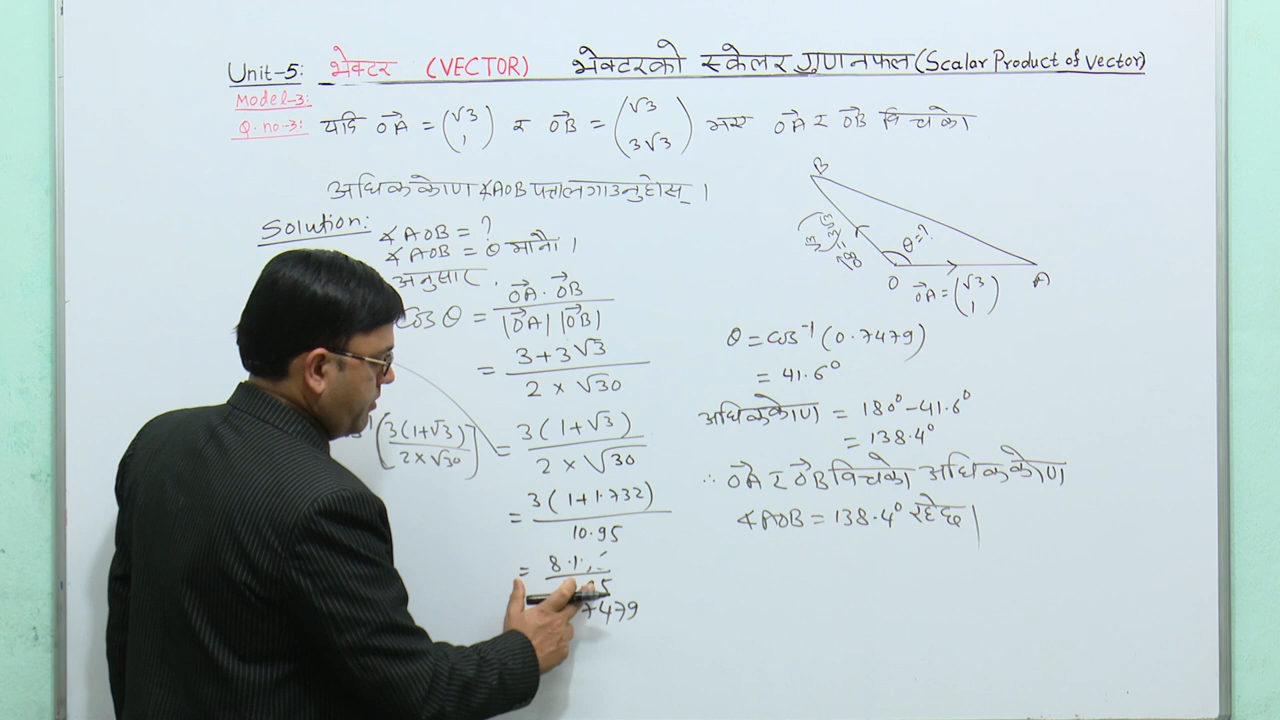 Unit-5: भेक्टर (VECTOR) भेक्टरको स्केलर गुणनफल (Scalar Product of vector)
Model-3:
Q.no-3: यदि OA→ = (√3 1) र OB→ = (√3 3√3) भए OA→ र OB→ विचको
अधिककोण ∢AOB पत्ता लगाउनुहोस् ।
Solution:
∢AOB = ?
∢AOB = θ मानौ ।
अनुसार,
cos θ = OA→ · OB→ / |OA→| |OB→|
= 3 + 3√3 / 2 × √30
(3(1+√3) / 2×√30) = 3(1+√3) / 2 × √30
= 3(1+1.732) / 10.95
= 8.1
7479
B
θ=?
O
A
OA→ = (√3 1)
θ = cos⁻¹(0.7479)
= 41.6°
अधिककोण = 180° - 41.6°
= 138.4°
∴ OA→ र OB→ विचको अधिककोण
∢AOB = 138.4° रहेछ |